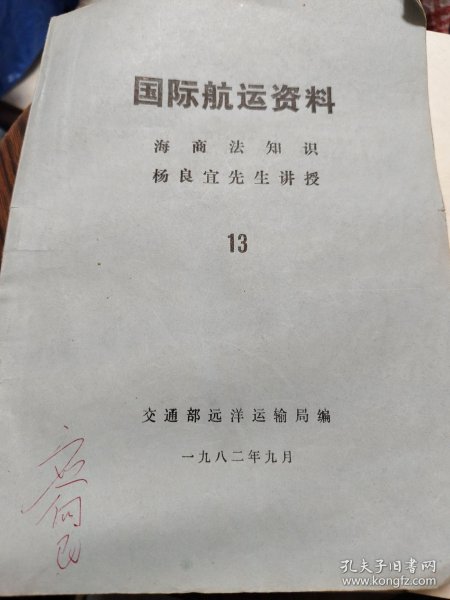 国际航运资料
海商法知识
杨良宜先生讲授
13
交通部远洋运输局编
一九八二年九月
孔夫子旧书网
www.kongfz.com